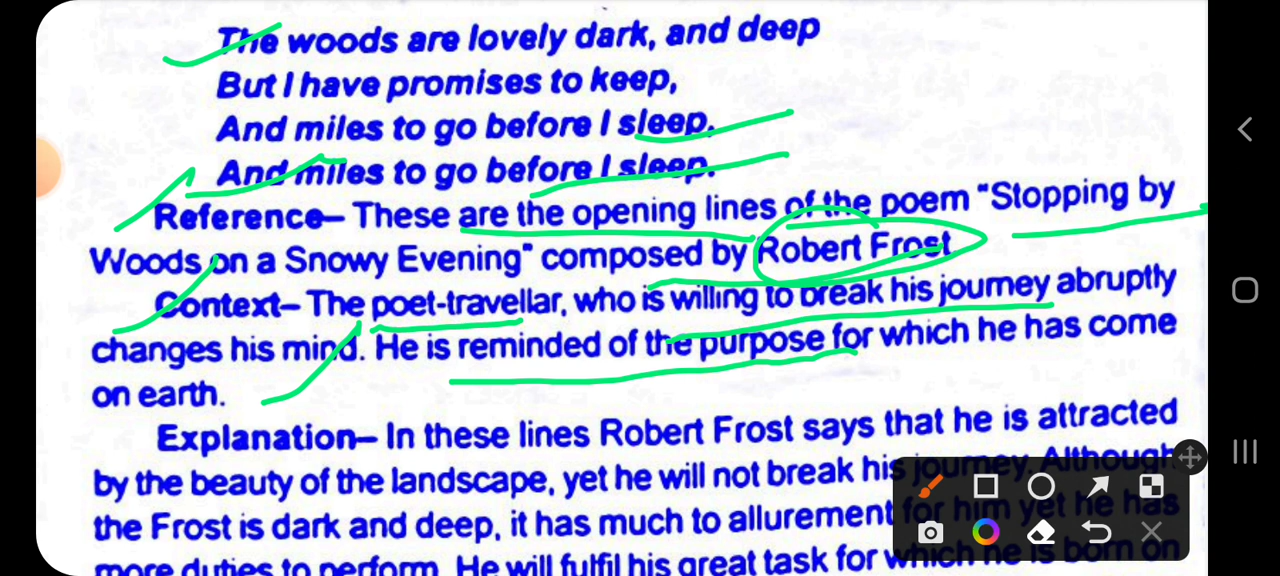 The woods are lovely dark, and deep
But I have promises to keep,
And miles to go before I sleep.
And miles to go before I sleep.
Reference– These are the opening lines of the poem "Stopping by
Woods on a Snowy Evening" composed by Robert Frost
Context– The poet-travellar, who is willing to break his journey abruptly
changes his mind. He is reminded of the purpose for which he has come
on earth.
Explanation– In these lines Robert Frost says that he is attracted
by the beauty of the landscape, yet he will not break his journey. Although
the Frost is dark and deep, it has much to allurement for him yet he has
more duties to perform. He will fulfil his great task for which he is born on